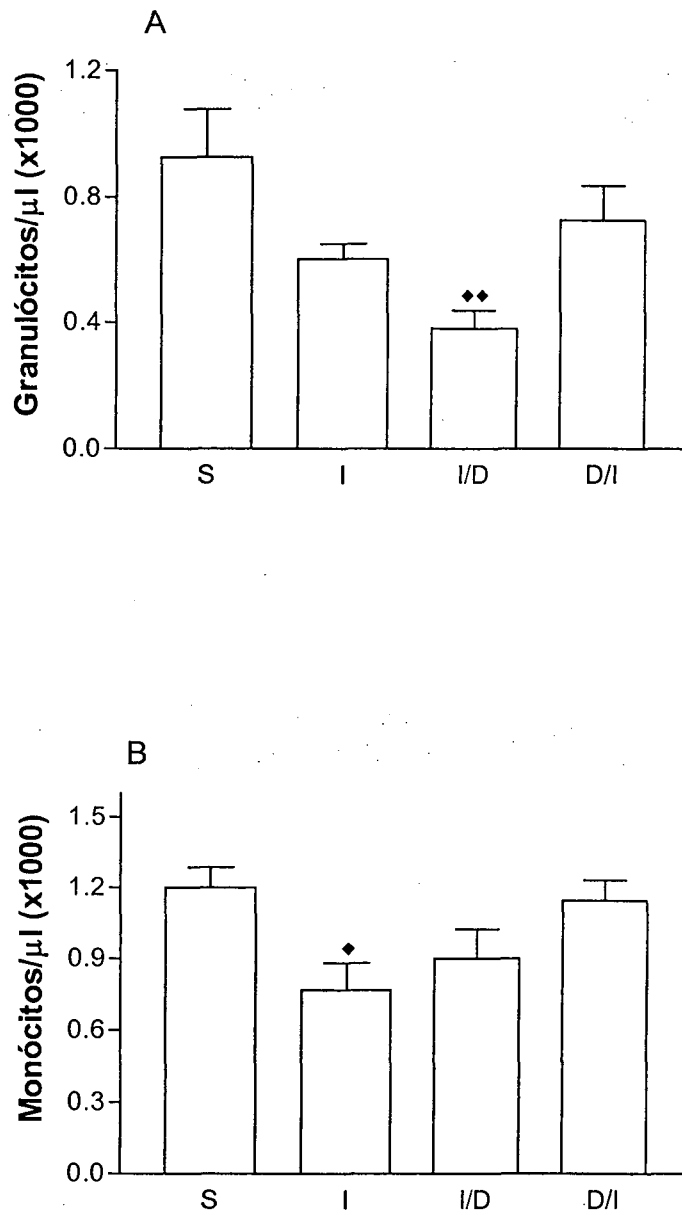 A
Granulócitos/µl (x1000)
1.2
0.8
0.4
0.0
◆◆
S I I/D D/I
B
Monócitos/µl (x1000)
1.5
1.2
0.9
0.6
0.3
0.0
◆
S I I/D D/I